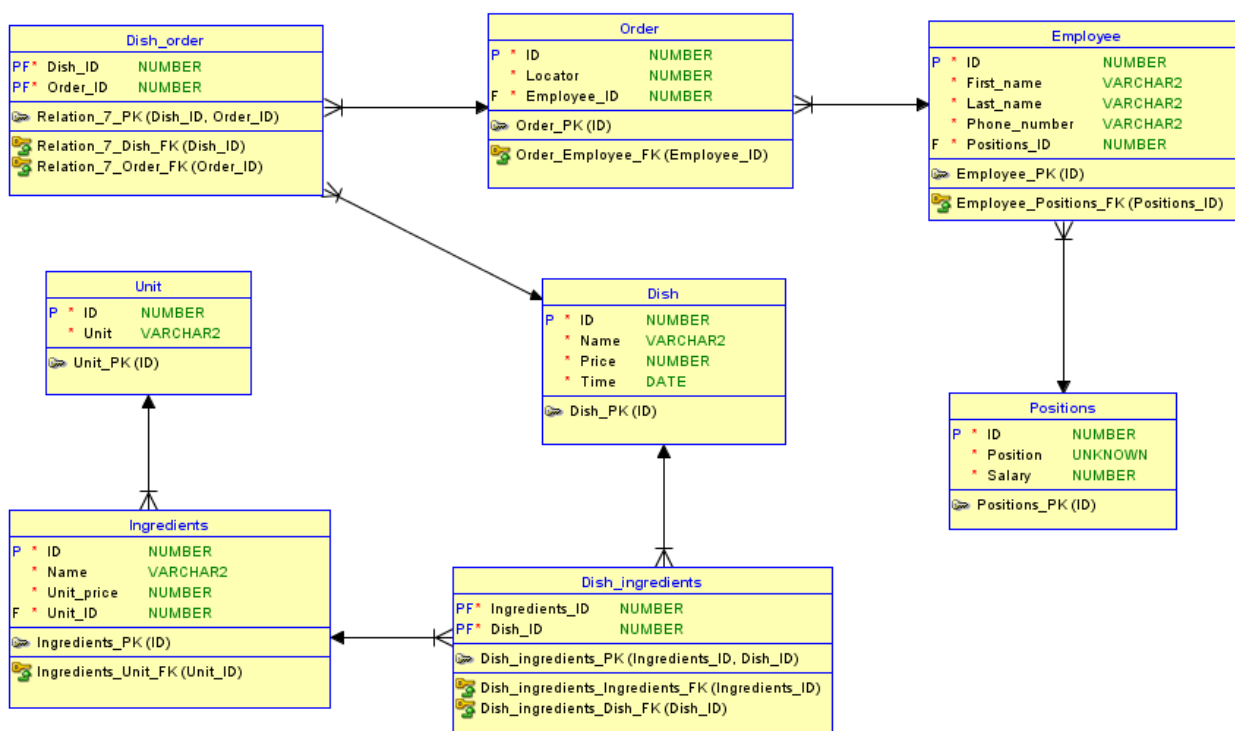 Dish_order
PF* Dish_ID NUMBER
PF* Order_ID NUMBER
Relation_7_PK (Dish_ID, Order_ID)
Relation_7_Dish_FK (Dish_ID)
Relation_7_Order_FK (Order_ID)
Order
P * ID NUMBER
* Locator NUMBER
F * Employee_ID NUMBER
Order_PK (ID)
Order_Employee_FK (Employee_ID)
Employee
P * ID NUMBER
* First_name VARCHAR2
* Last_name VARCHAR2
* Phone_number VARCHAR2
F * Positions_ID NUMBER
Employee_PK (ID)
Employee_Positions_FK (Positions_ID)
Unit
P * ID NUMBER
* Unit VARCHAR2
Unit_PK (ID)
Dish
P * ID NUMBER
* Name VARCHAR2
* Price NUMBER
* Time DATE
Dish_PK (ID)
Positions
P * ID NUMBER
* Position UNKNOWN
* Salary NUMBER
Positions_PK (ID)
Ingredients
P * ID NUMBER
* Name VARCHAR2
* Unit_price NUMBER
F * Unit_ID NUMBER
Ingredients_PK (ID)
Ingredients_Unit_FK (Unit_ID)
Dish_ingredients
PF* Ingredients_ID NUMBER
PF* Dish_ID NUMBER
Dish_ingredients_PK (Ingredients_ID, Dish_ID)
Dish_ingredients_Ingredients_FK (Ingredients_ID)
Dish_ingredients_Dish_FK (Dish_ID)